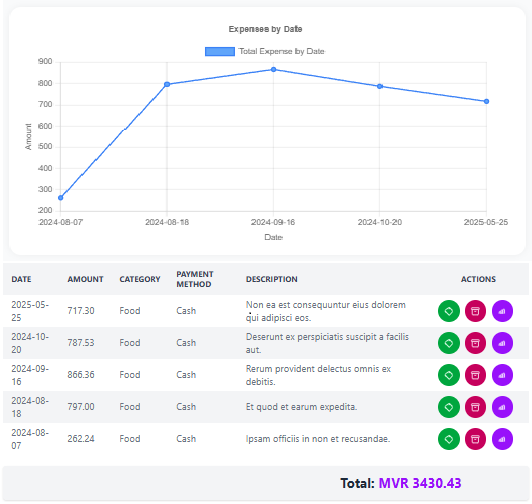 Expenses by Date
Total Expense by Date
900
800
700
600
500
400
300
200
Amount
2024-08-07 2024-08-18 2024-09-16 2024-10-20 2025-05-25
Date
DATE AMOUNT CATEGORY PAYMENT METHOD DESCRIPTION ACTIONS
2025-05-25 717.30 Food Cash Non ea est consequuntur eius dolorem
qui adipisci eos.
2024-10-20 787.53 Food Cash Deserunt ex perspiciatis suscipit a facilis
aut.
2024-09-16 866.36 Food Cash Rerum provident delectus omnis ex
debitis.
2024-08-18 797.00 Food Cash Et quod et earum expedita.
2024-08-07 262.24 Food Cash Ipsam officiis in non et recusandae.
Total: MVR 3430.43